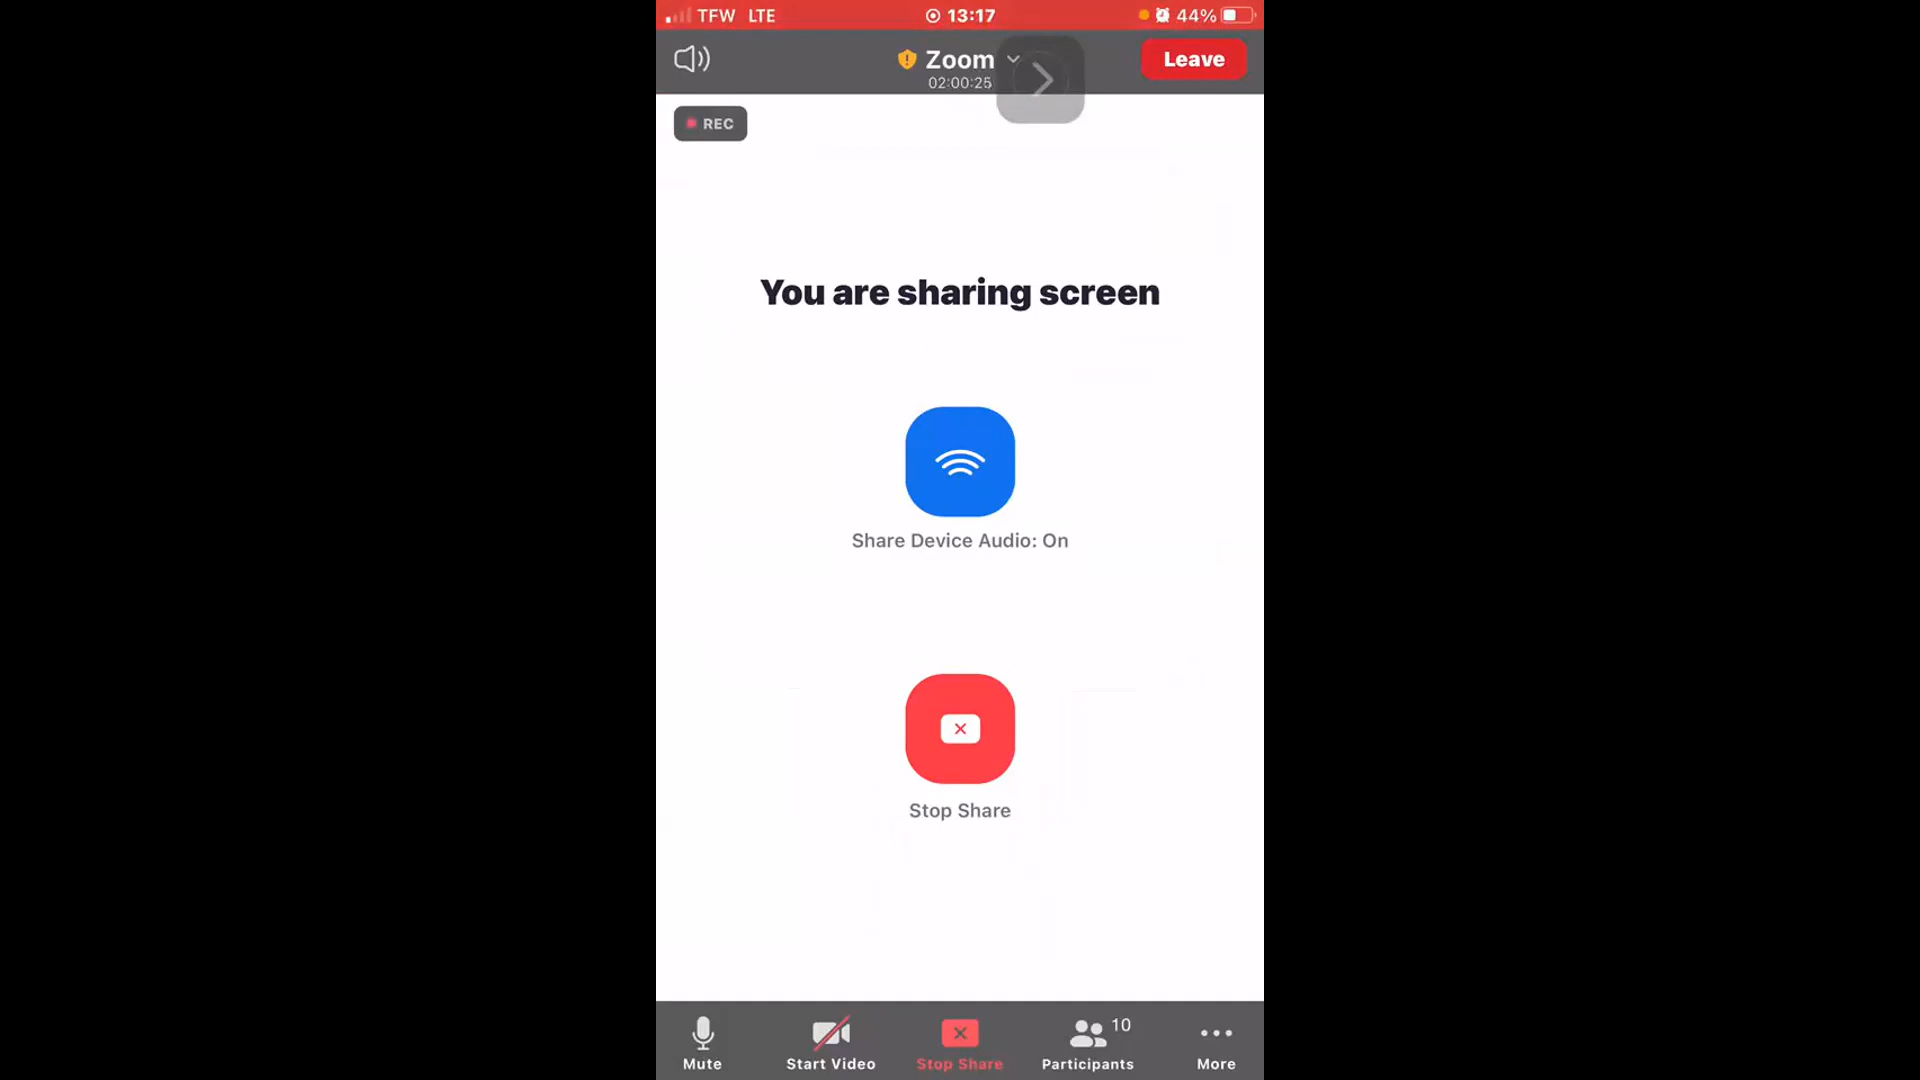 TFW LTE 13:17 44%
Zoom
02:00:25
Leave
REC
You are sharing screen
Share Device Audio: On
Stop Share
10
Mute Start Video Stop Share Participants More